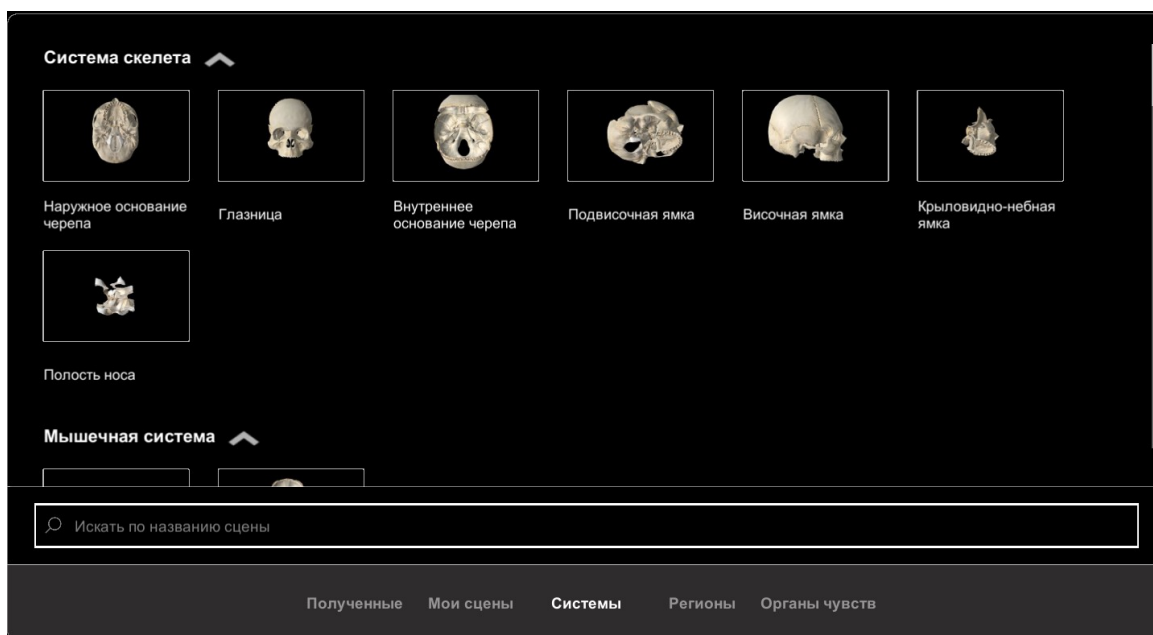 Система скелета
Наружное основание
черепа
Глазница
Внутреннее
основание черепа
Подвисочная ямка
Височная ямка
Крыловидно-небная
ямка
Полость носа
Мышечная система
Искать по названию сцены
Полученные Мои сцены Системы Регионы Органы чувств